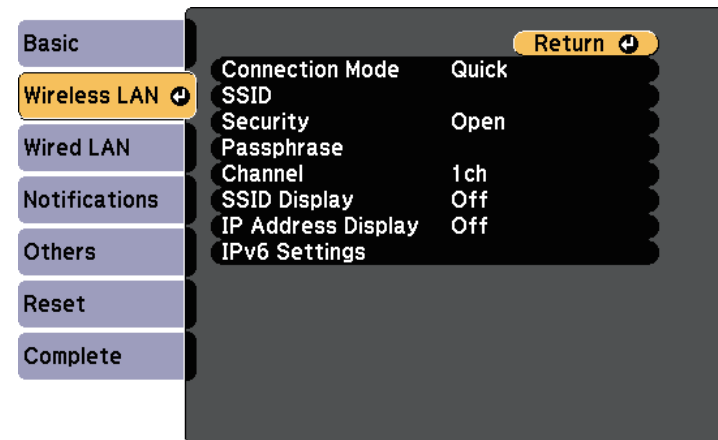 Basic
Wireless LAN
Wired LAN
Notifications
Others
Reset
Complete
Return
Connection Mode Quick
SSID
Security Open
Passphrase
Channel 1ch
SSID Display Off
IP Address Display Off
IPv6 Settings